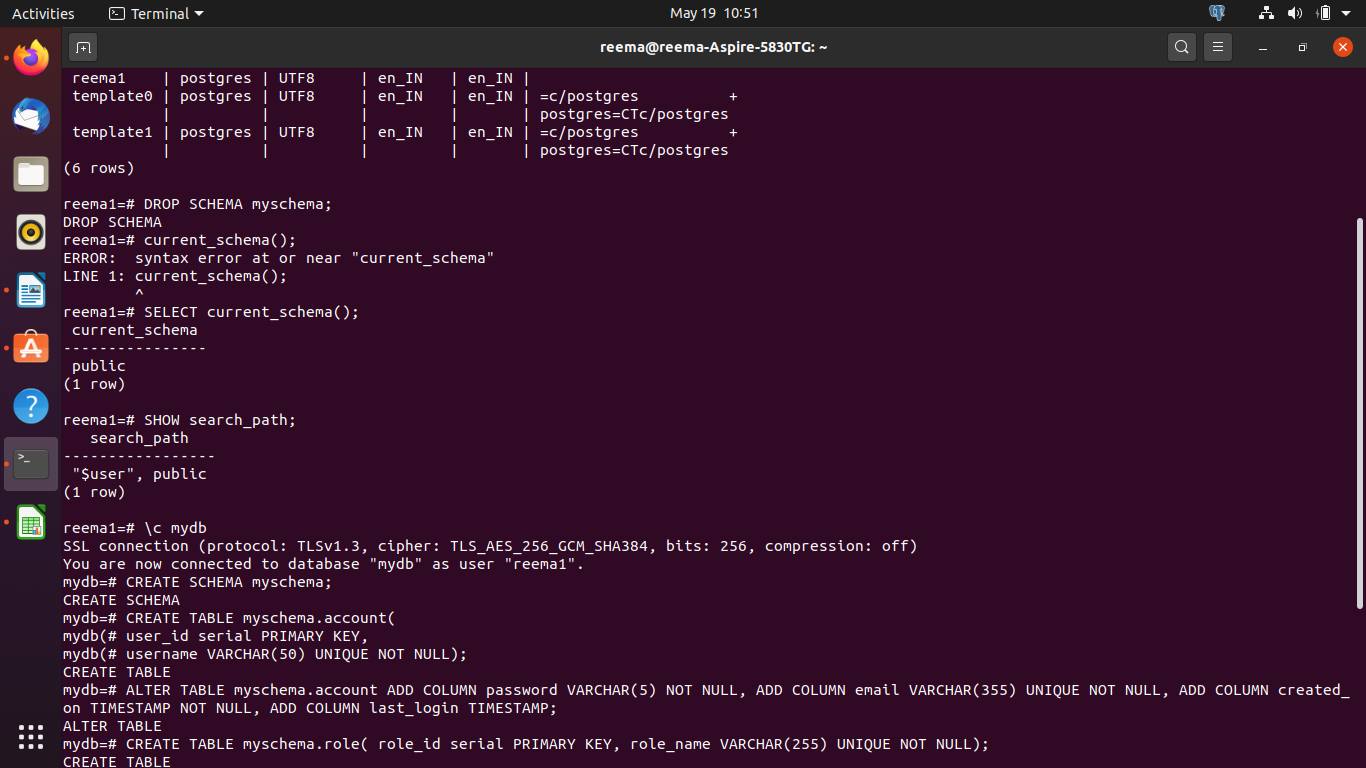 Activities Terminal May 19 10:51
reema@reema-Aspire-5830TG: ~
 reema1    | postgres | UTF8     | en_IN   | en_IN |
 template0 | postgres | UTF8     | en_IN   | en_IN | =c/postgres          +
           |          |          |         |       | postgres=CTc/postgres
 template1 | postgres | UTF8     | en_IN   | en_IN | =c/postgres          +
           |          |          |         |       | postgres=CTc/postgres
(6 rows)
reema1=# DROP SCHEMA myschema;
DROP SCHEMA
reema1=# current_schema();
ERROR:  syntax error at or near "current_schema"
LINE 1: current_schema();
        ^
reema1=# SELECT current_schema();
 current_schema
----------------
 public
(1 row)
reema1=# SHOW search_path;
   search_path
-----------------
 "$user", public
(1 row)
reema1=# \c mydb
SSL connection (protocol: TLSv1.3, cipher: TLS_AES_256_GCM_SHA384, bits: 256, compression: off)
You are now connected to database "mydb" as user "reema1".
mydb=# CREATE SCHEMA myschema;
CREATE SCHEMA
mydb=# CREATE TABLE myschema.account(
mydb(# user_id serial PRIMARY KEY,
mydb(# username VARCHAR(50) UNIQUE NOT NULL);
CREATE TABLE
mydb=# ALTER TABLE myschema.account ADD COLUMN password VARCHAR(5) NOT NULL, ADD COLUMN email VARCHAR(355) UNIQUE NOT NULL, ADD COLUMN created_
on TIMESTAMP NOT NULL, ADD COLUMN last_login TIMESTAMP;
ALTER TABLE
mydb=# CREATE TABLE myschema.role( role_id serial PRIMARY KEY, role_name VARCHAR(255) UNIQUE NOT NULL);
CREATE TABLE